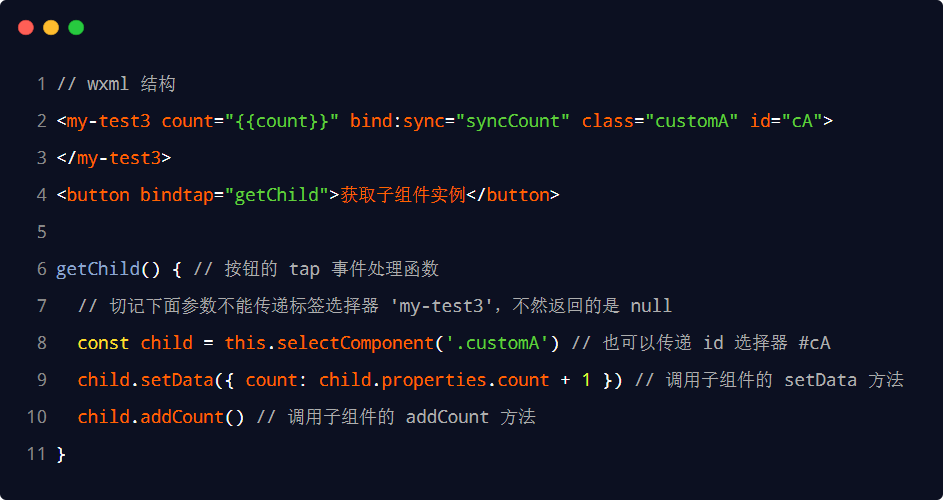 1 // wxml 结构
2 <my-test3 count="{{count}}" bind:sync="syncCount" class="customA" id="cA">
3 </my-test3>
4 <button bindtap="getChild">获取子组件实例</button>
5
6 getChild() { // 按钮的 tap 事件处理函数
7   // 切记下面参数不能传递标签选择器 'my-test3'，不然返回的是 null
8   const child = this.selectComponent('.customA') // 也可以传递 id 选择器 #cA
9   child.setData({ count: child.properties.count + 1 }) // 调用子组件的 setData 方法
10   child.addCount() // 调用子组件的 addCount 方法
11 }